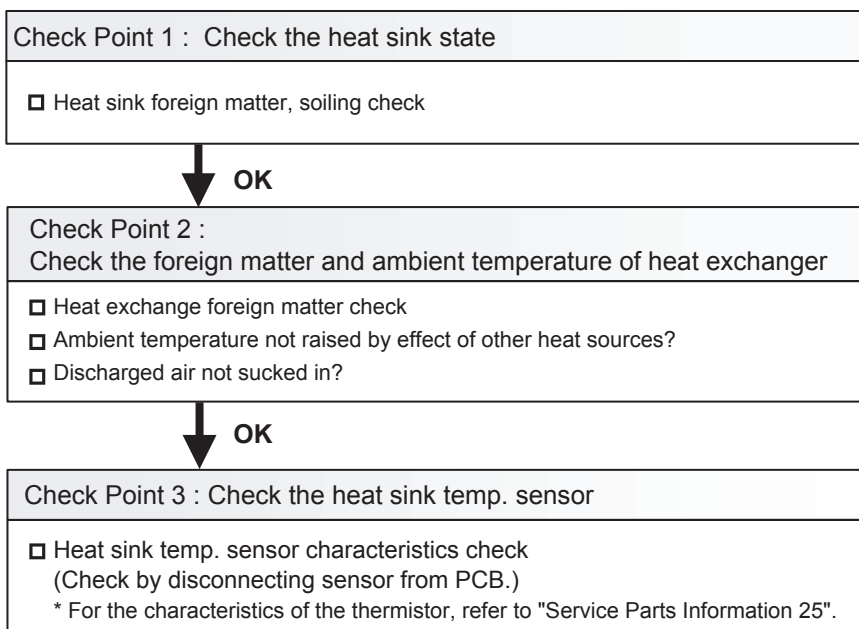 Check Point 1 :  Check the heat sink state
Heat sink foreign matter, soiling check
OK
Check Point 2 :
Check the foreign matter and ambient temperature of heat exchanger
Heat exchange foreign matter check
Ambient temperature not raised by effect of other heat sources?
Discharged air not sucked in?
OK
Check Point 3 : Check the heat sink temp. sensor
Heat sink temp. sensor characteristics check
(Check by disconnecting sensor from PCB.)
* For the characteristics of the thermistor, refer to "Service Parts Information 25".